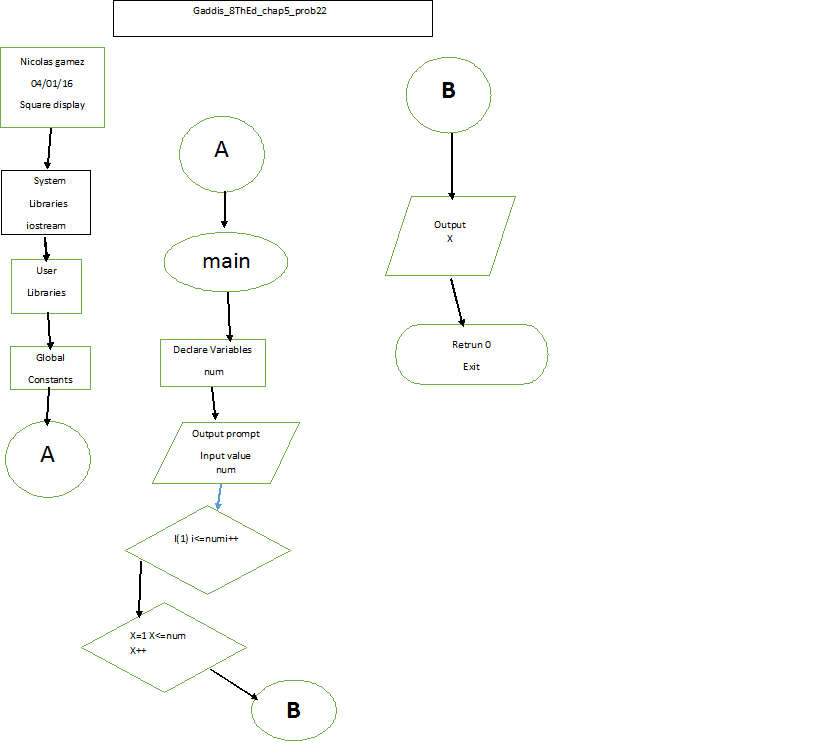 Gaddis_8ThEd_chap5_prob22
Nicolas gamez
04/01/16
Square display
System
Libraries
iostream
User
Libraries
Global
Constants
A
A
main
Declare Variables
num
Output prompt
Input value
num
I(1) i<=numi++
X=1 X<=num
X++
B
B
Output
X
Retrun 0
Exit